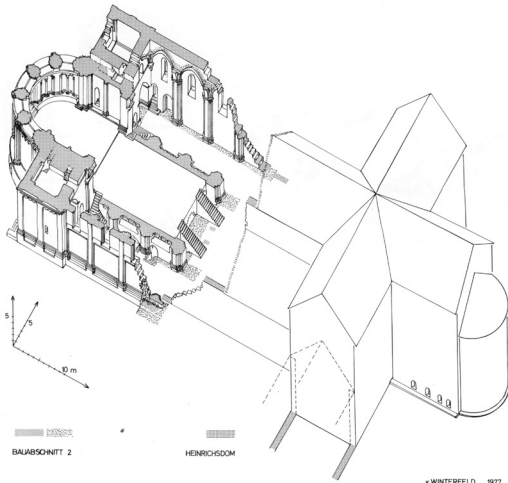 5
5
10 m
BAUABSCHNITT 2
HEINRICHSDOM
v WINTERFELD 1977